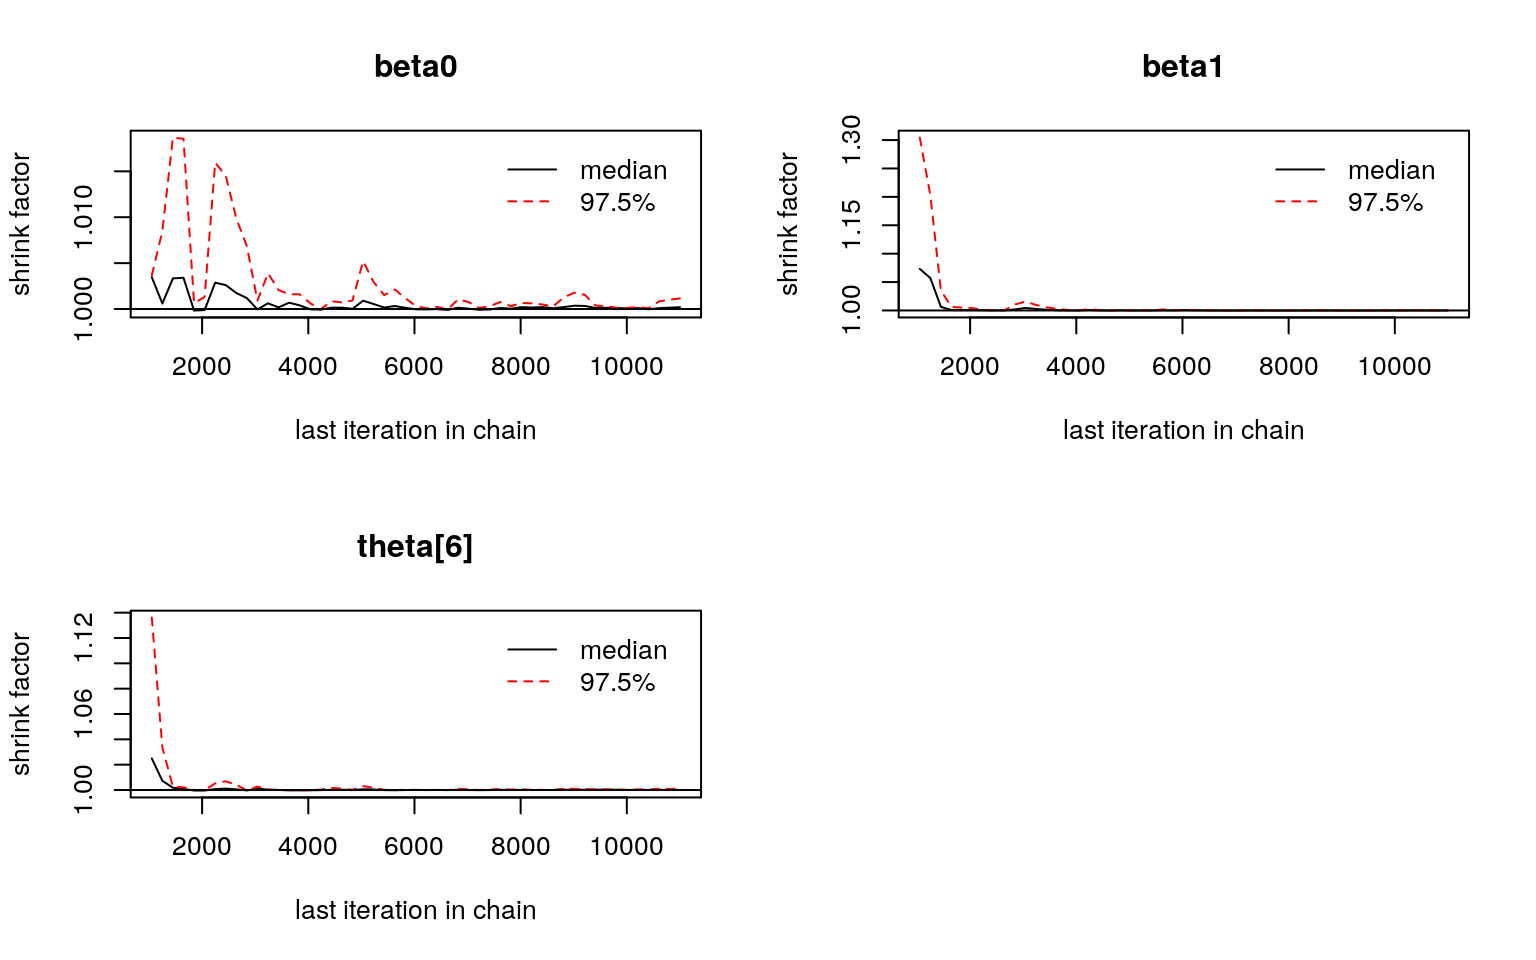 beta0
shrink factor
1.000 1.010
median
97.5%
2000 4000 6000 8000 10000
last iteration in chain
beta1
shrink factor
1.00 1.15 1.30
median
97.5%
2000 4000 6000 8000 10000
last iteration in chain
theta[6]
shrink factor
1.00 1.06 1.12
median
97.5%
2000 4000 6000 8000 10000
last iteration in chain